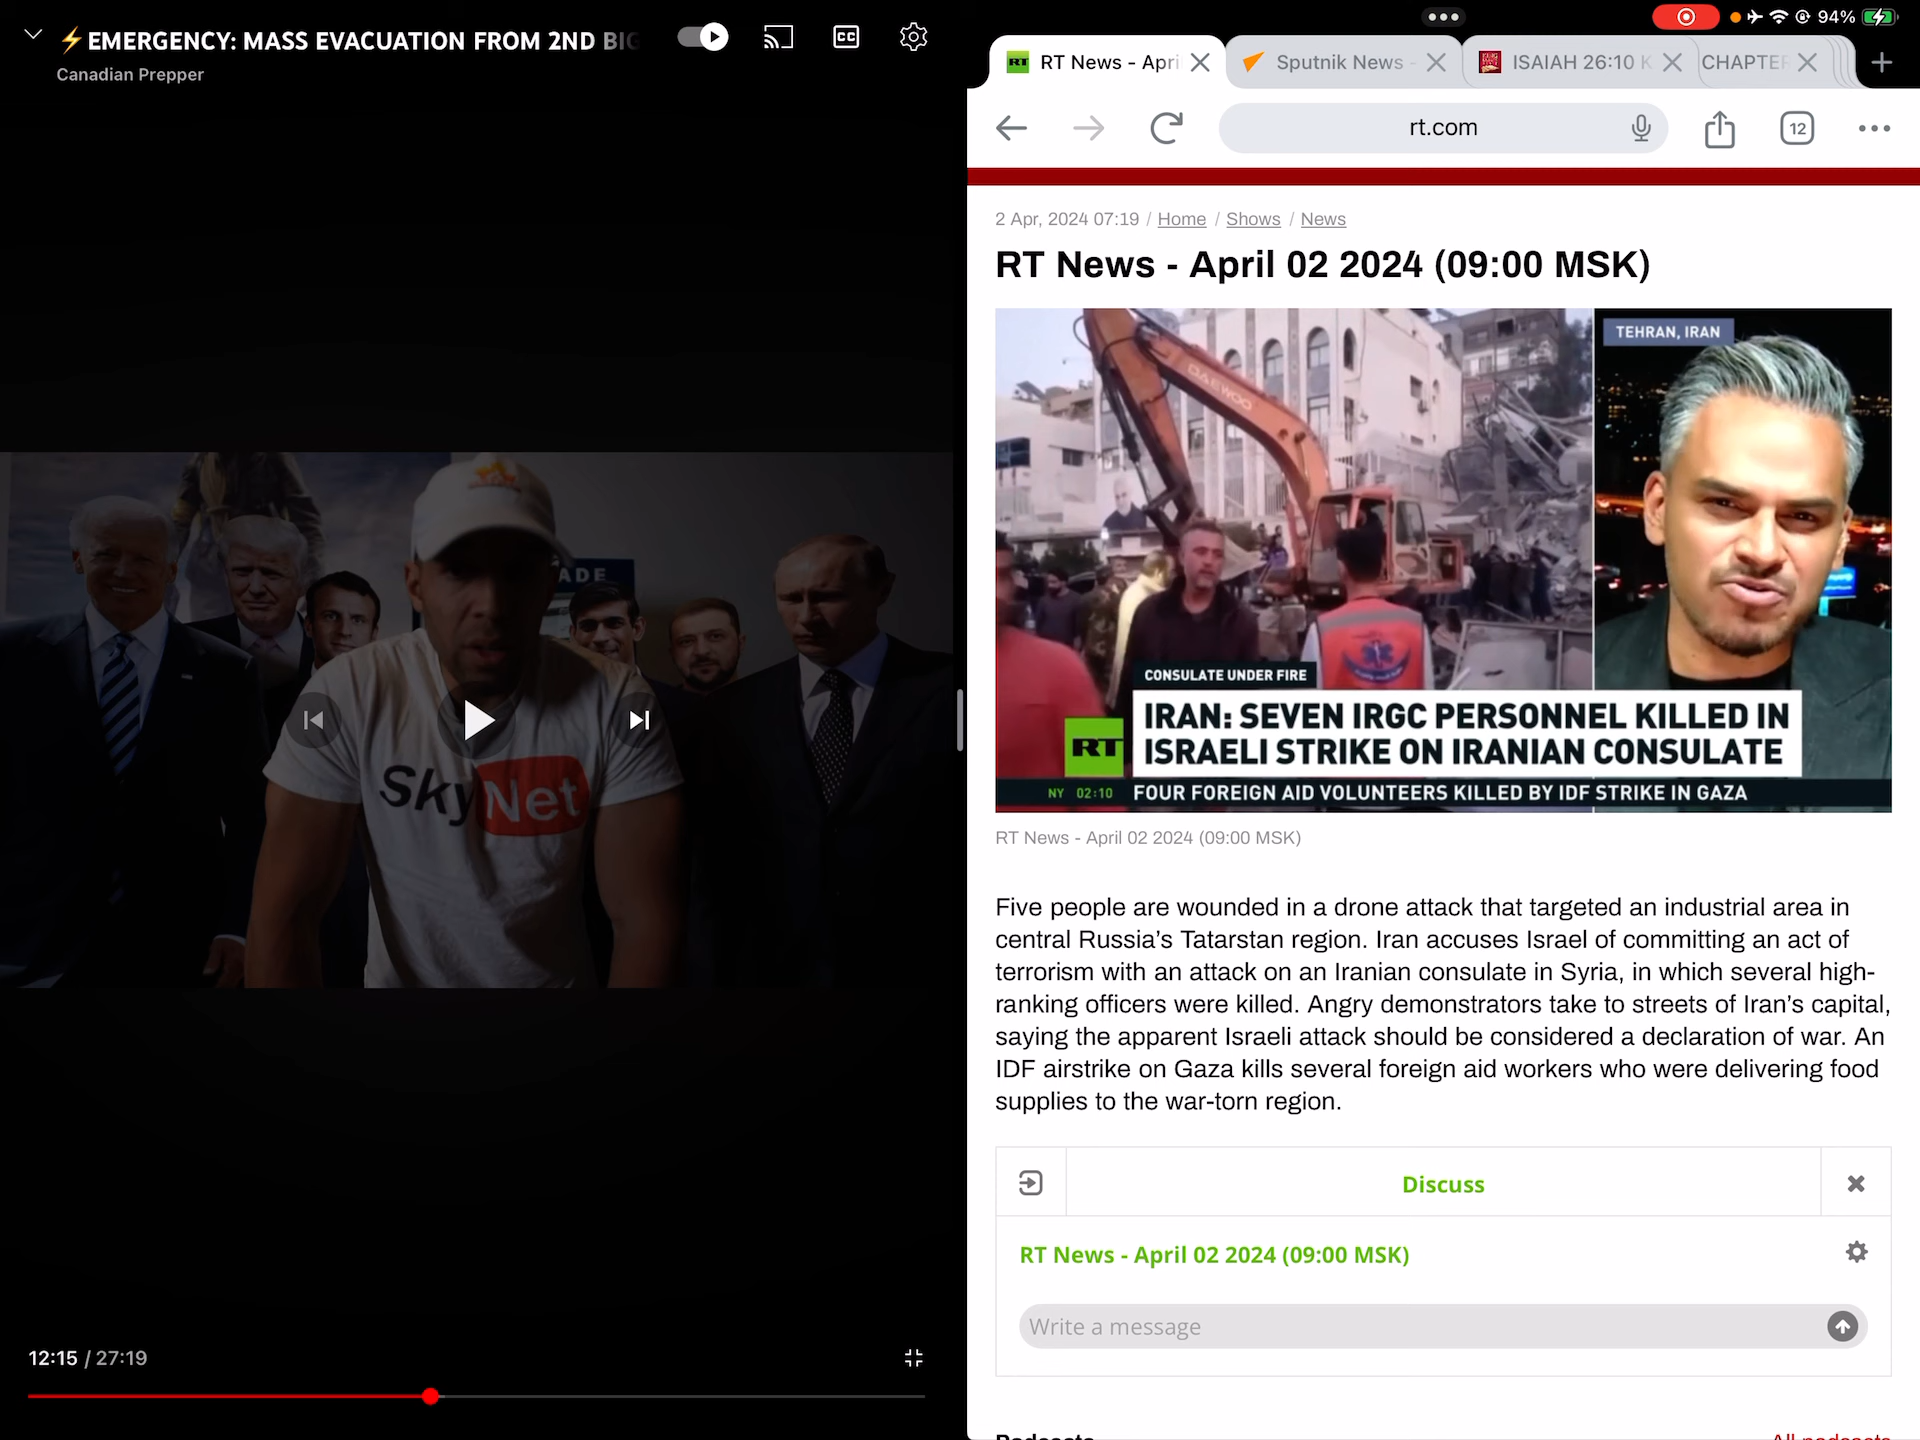 ⚡EMERGENCY: MASS EVACUATION FROM 2ND BIG
Canadian Prepper
CC
ADE
SkyNet
12:15 / 27:19
94%
RT RT News - Apri
Sputnik News -
ISAIAH 26:10 K
CHAPTER
rt.com
12
2 Apr, 2024 07:19 / Home / Shows / News
RT News - April 02 2024 (09:00 MSK)
TEHRAN, IRAN
DAEWOO
CONSULATE UNDER FIRE
RT
IRAN: SEVEN IRGC PERSONNEL KILLED IN
ISRAELI STRIKE ON IRANIAN CONSULATE
NY 02:10 FOUR FOREIGN AID VOLUNTEERS KILLED BY IDF STRIKE IN GAZA
RT News - April 02 2024 (09:00 MSK)
Five people are wounded in a drone attack that targeted an industrial area in
central Russia’s Tatarstan region. Iran accuses Israel of committing an act of
terrorism with an attack on an Iranian consulate in Syria, in which several high-
ranking officers were killed. Angry demonstrators take to streets of Iran’s capital,
saying the apparent Israeli attack should be considered a declaration of war. An
IDF airstrike on Gaza kills several foreign aid workers who were delivering food
supplies to the war-torn region.
Discuss
RT News - April 02 2024 (09:00 MSK)
Write a message
Podcasts
All podcasts